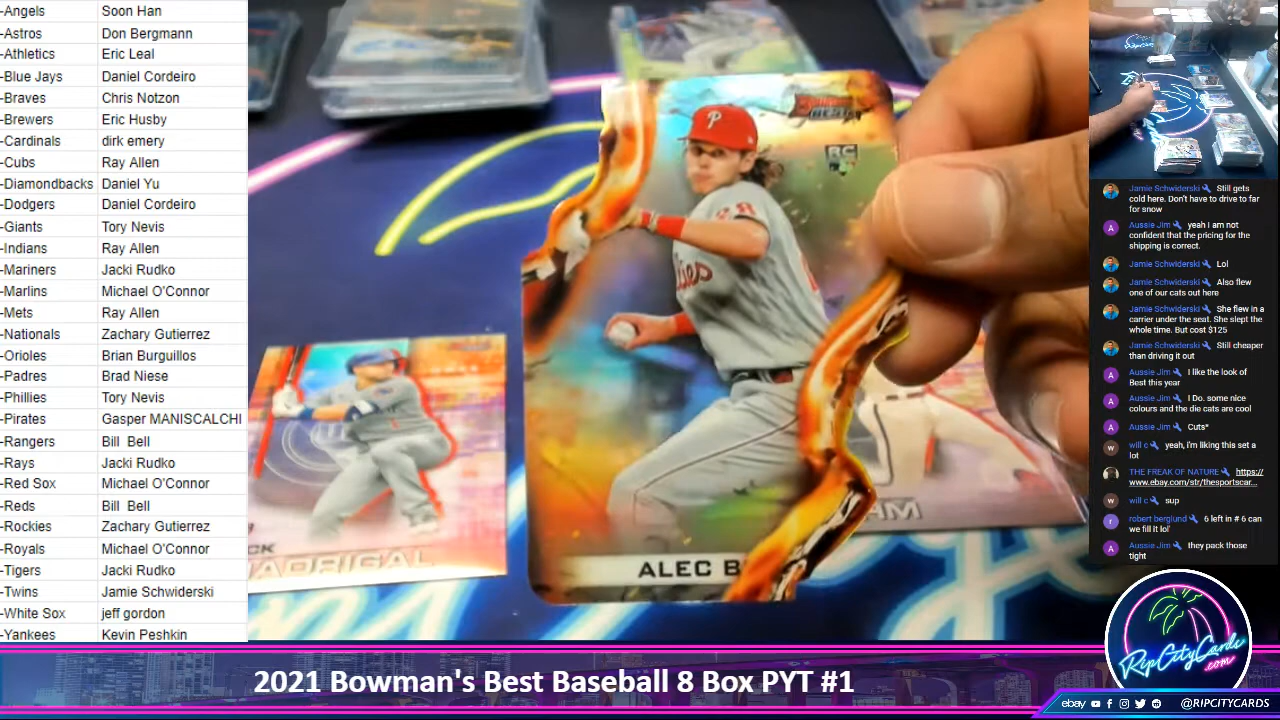 -Angels Soon Han
-Astros Don Bergmann
-Athletics Eric Leal
-Blue Jays Daniel Cordeiro
-Braves Chris Notzon
-Brewers Eric Husby
-Cardinals dirk emery
-Cubs Ray Allen
-Diamondbacks Daniel Yu
-Dodgers Daniel Cordeiro
-Giants Tory Nevis
-Indians Ray Allen
-Mariners Jacki Rudko
-Marlins Michael O'Connor
-Mets Ray Allen
-Nationals Zachary Gutierrez
-Orioles Brian Burguillos
-Padres Brad Niese
-Phillies Tory Nevis
-Pirates Gasper MANISCALCHI
-Rangers Bill Bell
-Rays Jacki Rudko
-Red Sox Michael O'Connor
-Reds Bill Bell
-Rockies Zachary Gutierrez
-Royals Michael O'Connor
-Tigers Jacki Rudko
-Twins Jamie Schwiderski
-White Sox jeff gordon
-Yankees Kevin Peshkin
P
RC
ALEC B
ADRIGAL
Jamie Schwiderski Still gets
cold here. Don't have to drive to far
for snow
Aussie Jim yeah I am not
confident that the pricing for the
shipping is correct.
Jamie Schwiderski Lol
Jamie Schwiderski Also flew
one of our cats out here
Jamie Schwiderski She flew in a
carrier under the seat. She slept the
whole time. But cost $125
Jamie Schwiderski Still cheaper
than driving it out
Aussie Jim I like the look of
Best this year
Aussie Jim I Do. some nice
colours and the die cats are cool
Aussie Jim Cuts*
will c yeah, i'm liking this set a
lot
THE FREAK OF NATURE https://
www.ebay.com/str/thesportscar...
will c sup
robert berglund 6 left in # 6 can
we fill it lol'
Aussie Jim they pack those
tight
RipCityCards
.com
2021 Bowman's Best Baseball 8 Box PYT #1
ebay @RIPCITYCARDS